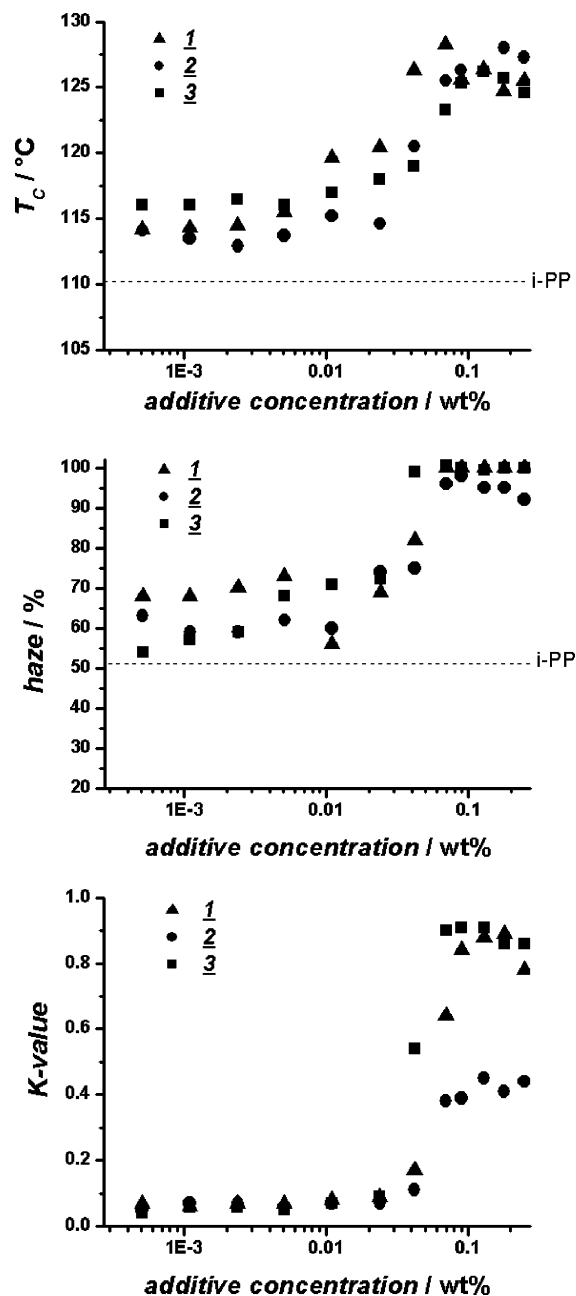 130
125
120
115
110
105
T_C / °C
1
2
3
i-PP
1E-3 0.01 0.1
additive concentration / wt%
100
90
80
70
60
50
40
30
20
haze / %
1
2
3
i-PP
1E-3 0.01 0.1
additive concentration / wt%
1.0
0.8
0.6
0.4
0.2
0.0
K-value
1
2
3
1E-3 0.01 0.1
additive concentration / wt%